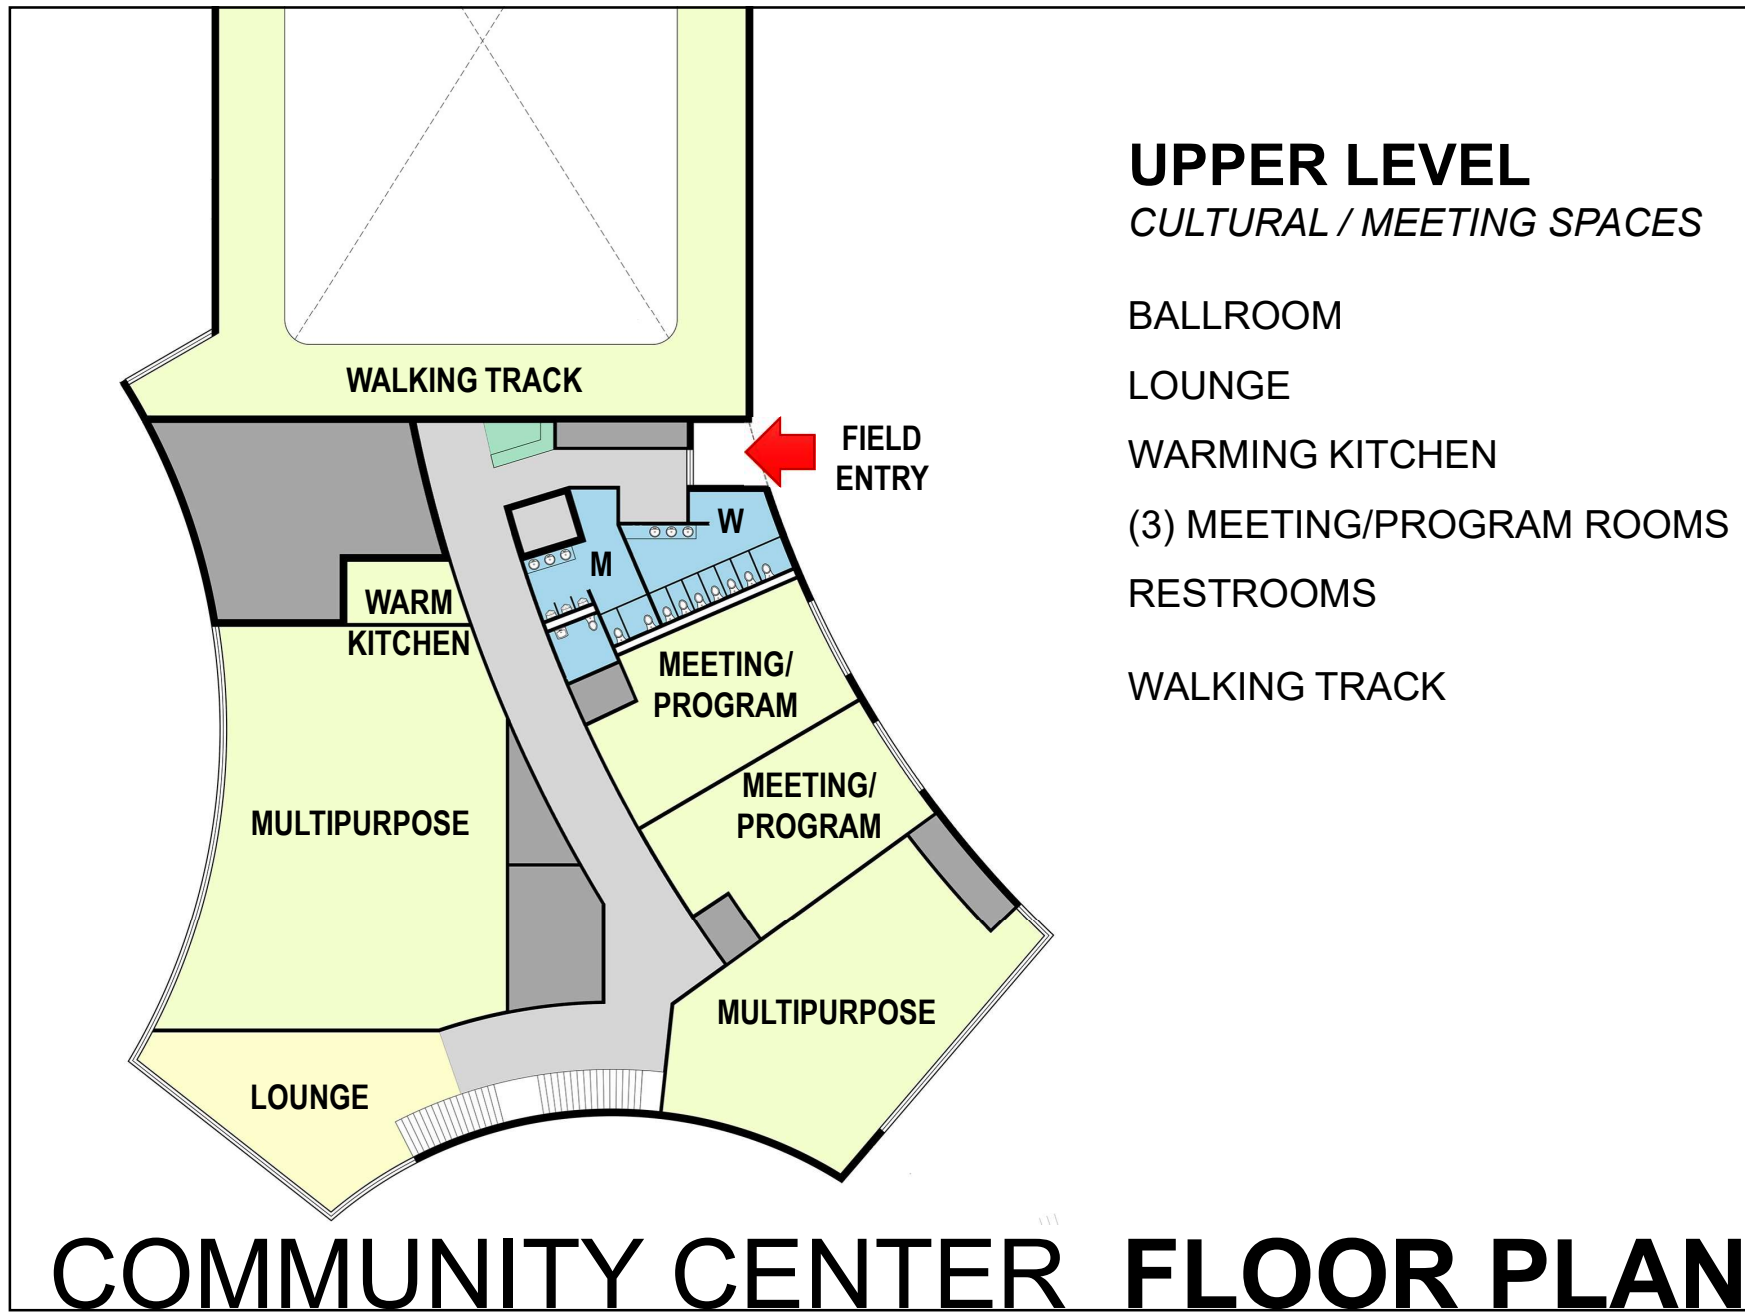 WALKING TRACK
FIELD
ENTRY
W
M
WARM
KITCHEN
MEETING/
PROGRAM
MEETING/
PROGRAM
MULTIPURPOSE
MULTIPURPOSE
LOUNGE
UPPER LEVEL
CULTURAL / MEETING SPACES
BALLROOM
LOUNGE
WARMING KITCHEN
(3) MEETING/PROGRAM ROOMS
RESTROOMS
WALKING TRACK
COMMUNITY CENTER FLOOR PLAN